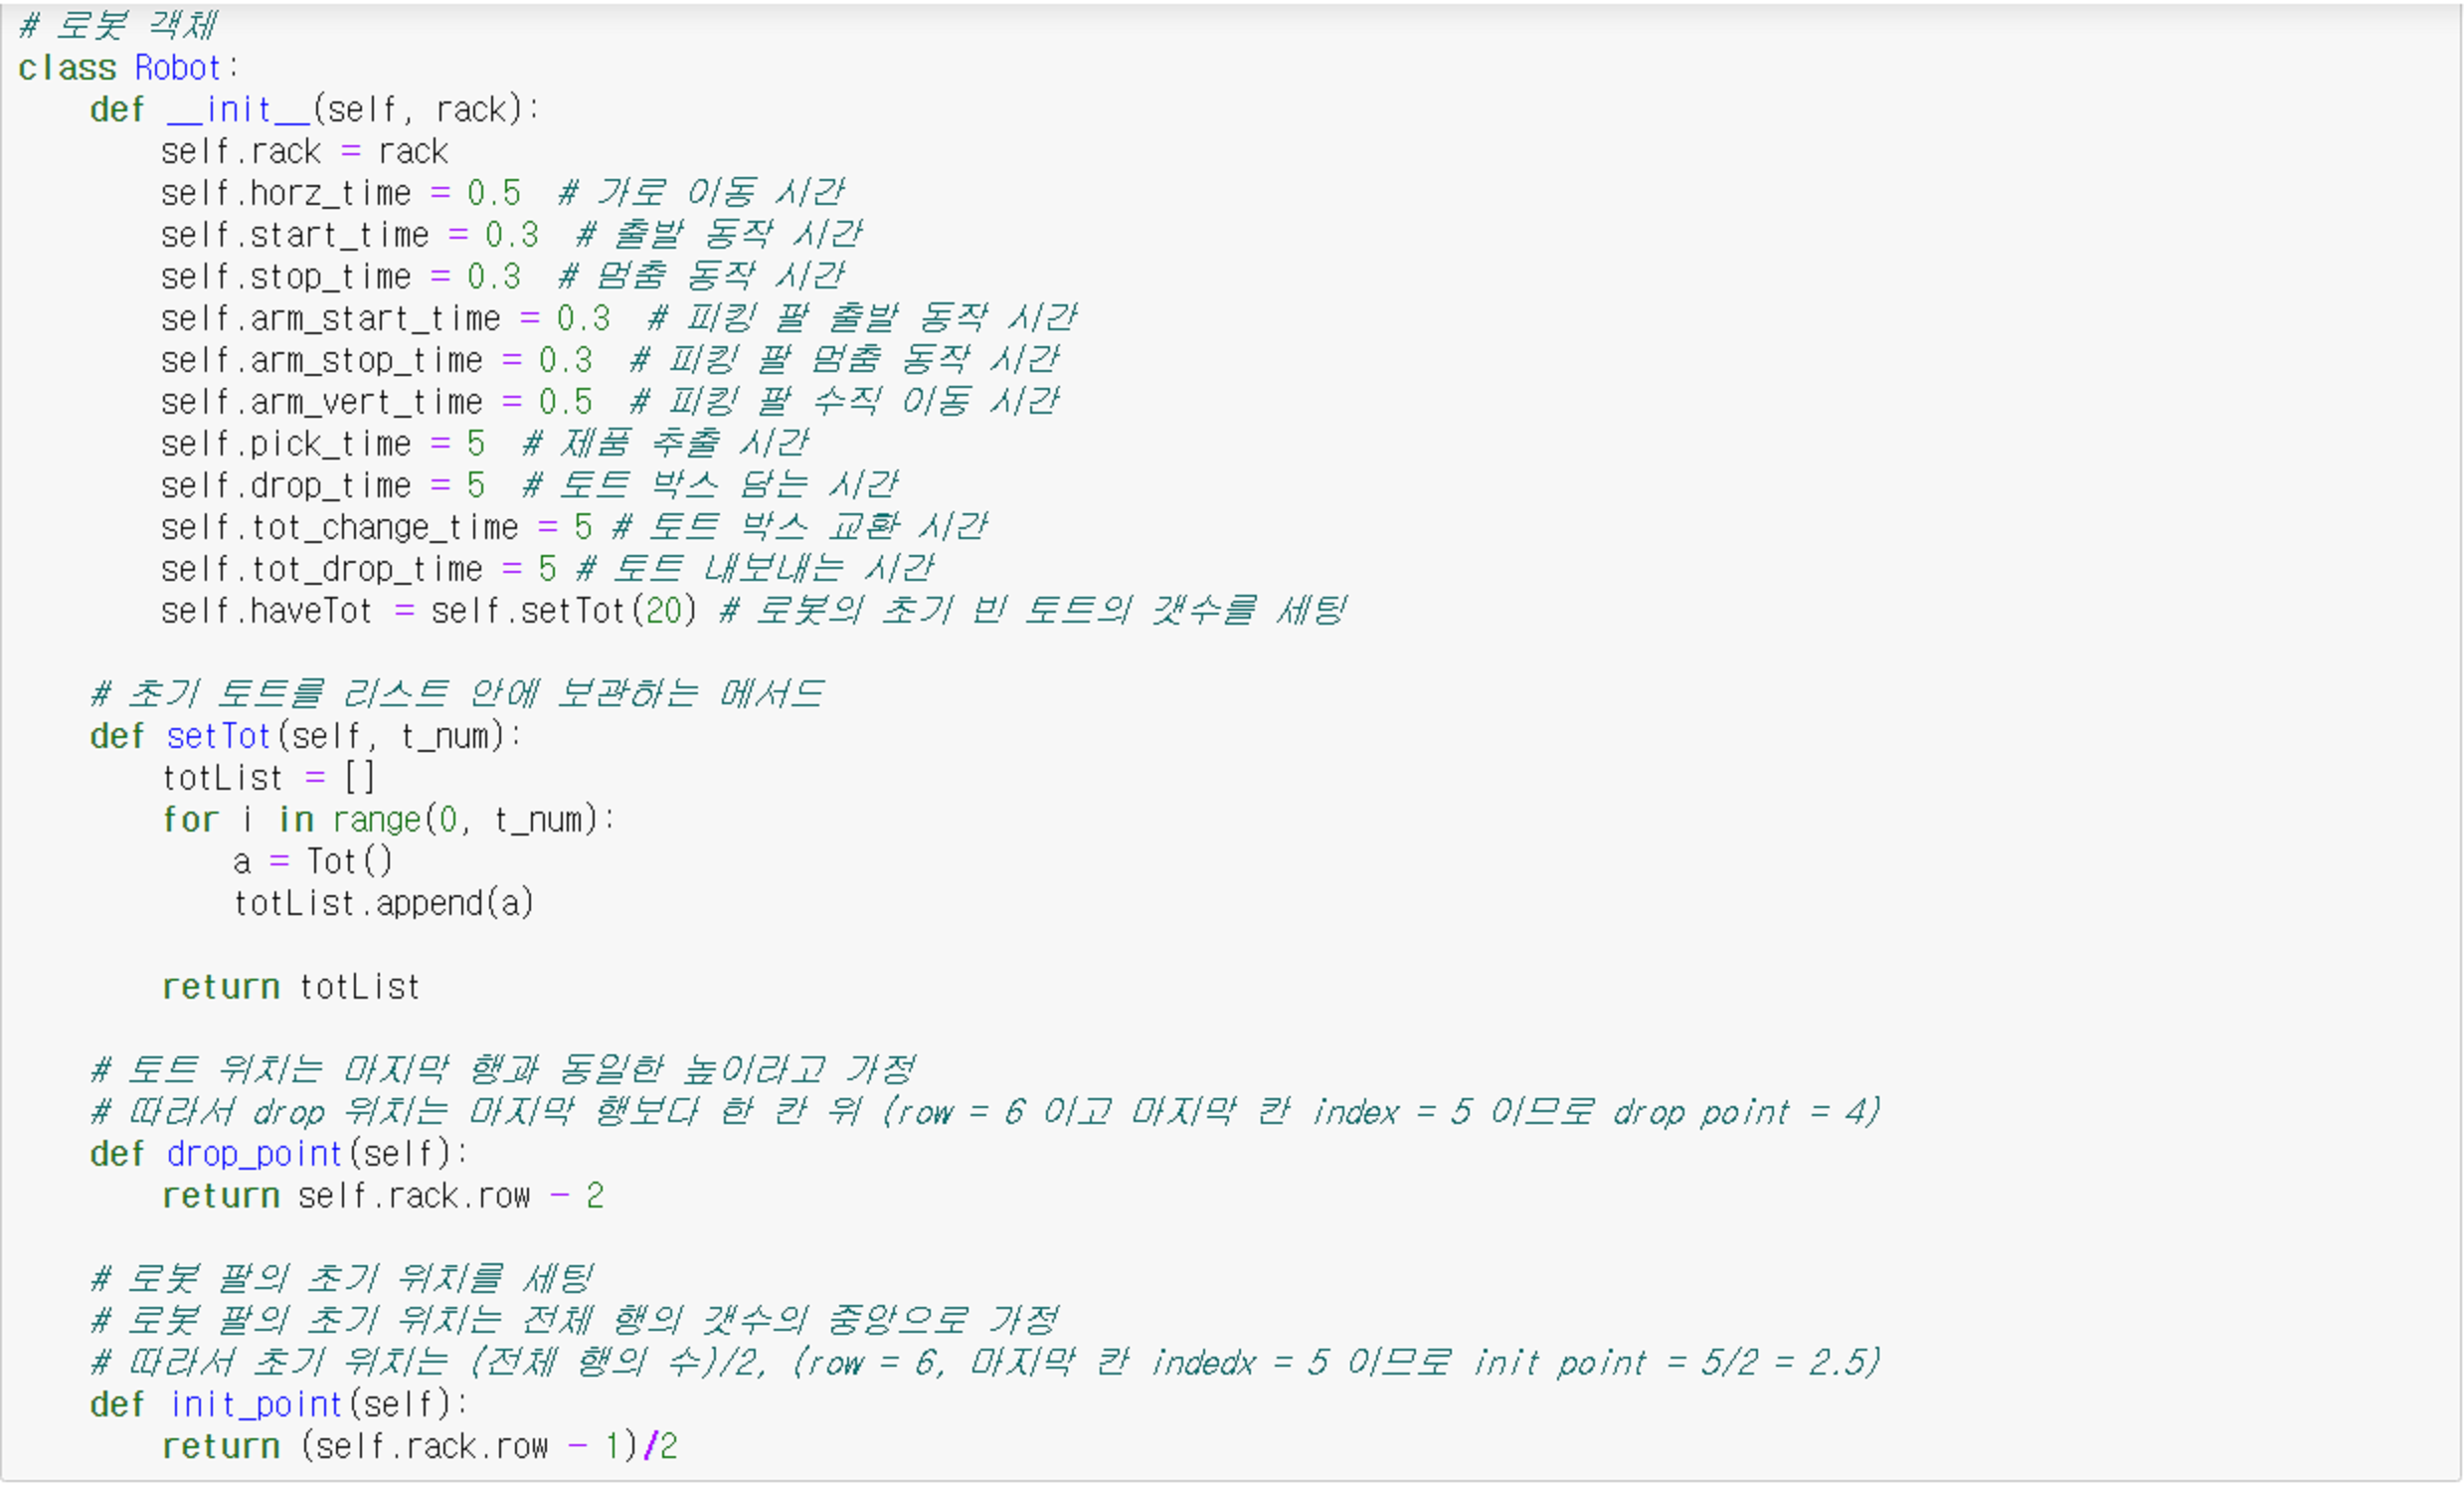 # 로봇 객체
class Robot:
    def __init__(self, rack):
        self.rack = rack
        self.horz_time = 0.5  # 가로 이동 시간
        self.start_time = 0.3  # 출발 동작 시간
        self.stop_time = 0.3  # 멈춤 동작 시간
        self.arm_start_time = 0.3  # 피킹 팔 출발 동작 시간
        self.arm_stop_time = 0.3  # 피킹 팔 멈춤 동작 시간
        self.arm_vert_time = 0.5  # 피킹 팔 수직 이동 시간
        self.pick_time = 5  # 제품 추출 시간
        self.drop_time = 5  # 토트 박스 담는 시간
        self.tot_change_time = 5 # 토트 박스 교환 시간
        self.tot_drop_time = 5 # 토트 내보내는 시간
        self.haveTot = self.setTot(20) # 로봇의 초기 빈 토트의 갯수를 세팅
    # 초기 토트를 리스트 안에 보관하는 메서드
    def setTot(self, t_num):
        totList = []
        for i in range(0, t_num):
            a = Tot()
            totList.append(a)
        return totList
    # 토트 위치는 마지막 행과 동일한 높이라고 가정
    # 따라서 drop 위치는 마지막 행보다 한 칸 위 (row = 6 이고 마지막 칸 index = 5 이므로 drop point = 4)
    def drop_point(self):
        return self.rack.row - 2
    # 로봇 팔의 초기 위치를 세팅
    # 로봇 팔의 초기 위치는 전체 행의 갯수의 중앙으로 가정
    # 따라서 초기 위치는 (전체 행의 수)/2, (row = 6, 마지막 칸 indedx = 5 이므로 init point = 5/2 = 2.5)
    def init_point(self):
        return (self.rack.row - 1)/2